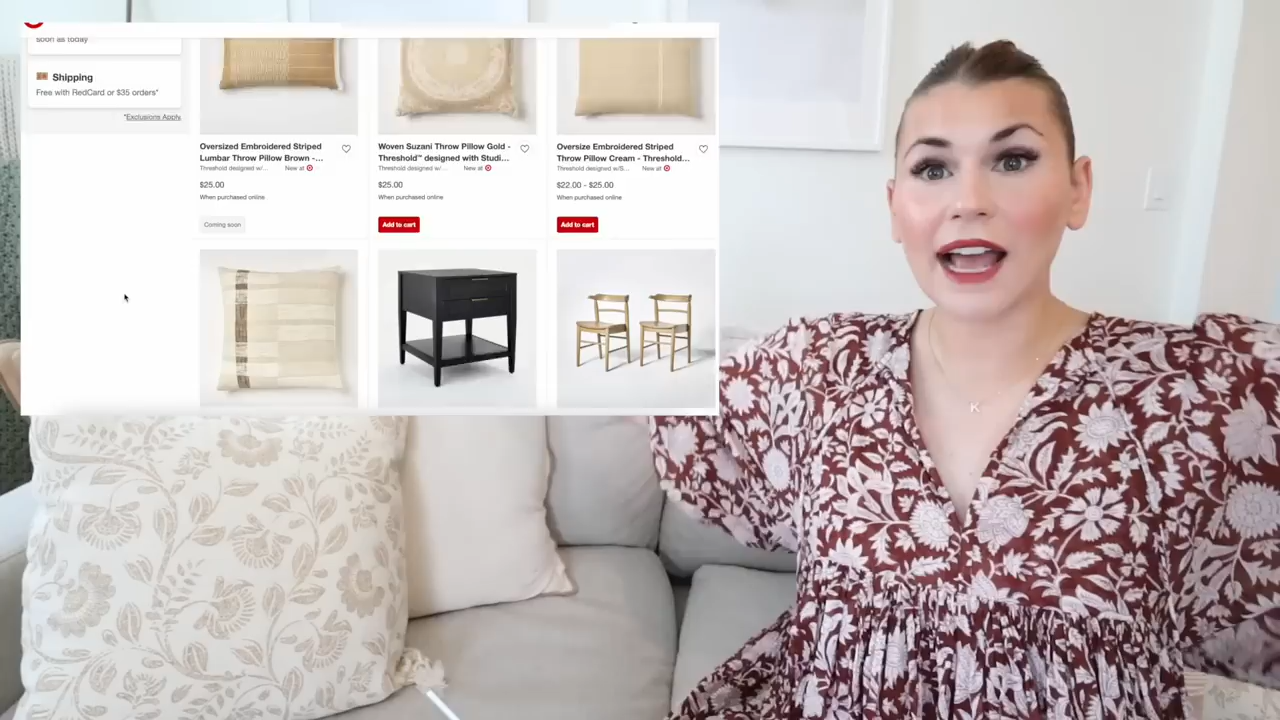 soon as today
Shipping
Free with RedCard or $35 orders*
*Exclusions Apply.
Oversized Embroidered Striped
Lumbar Throw Pillow Brown -...
Threshold designed w/... New at
$25.00
When purchased online
Coming soon
Woven Suzani Throw Pillow Gold -
Threshold™ designed with Studi...
Threshold designed w/... New at
$25.00
When purchased online
Add to cart
Oversize Embroidered Striped
Throw Pillow Cream - Threshold...
Threshold designed w/S... New at
$22.00 - $25.00
When purchased online
Add to cart
K